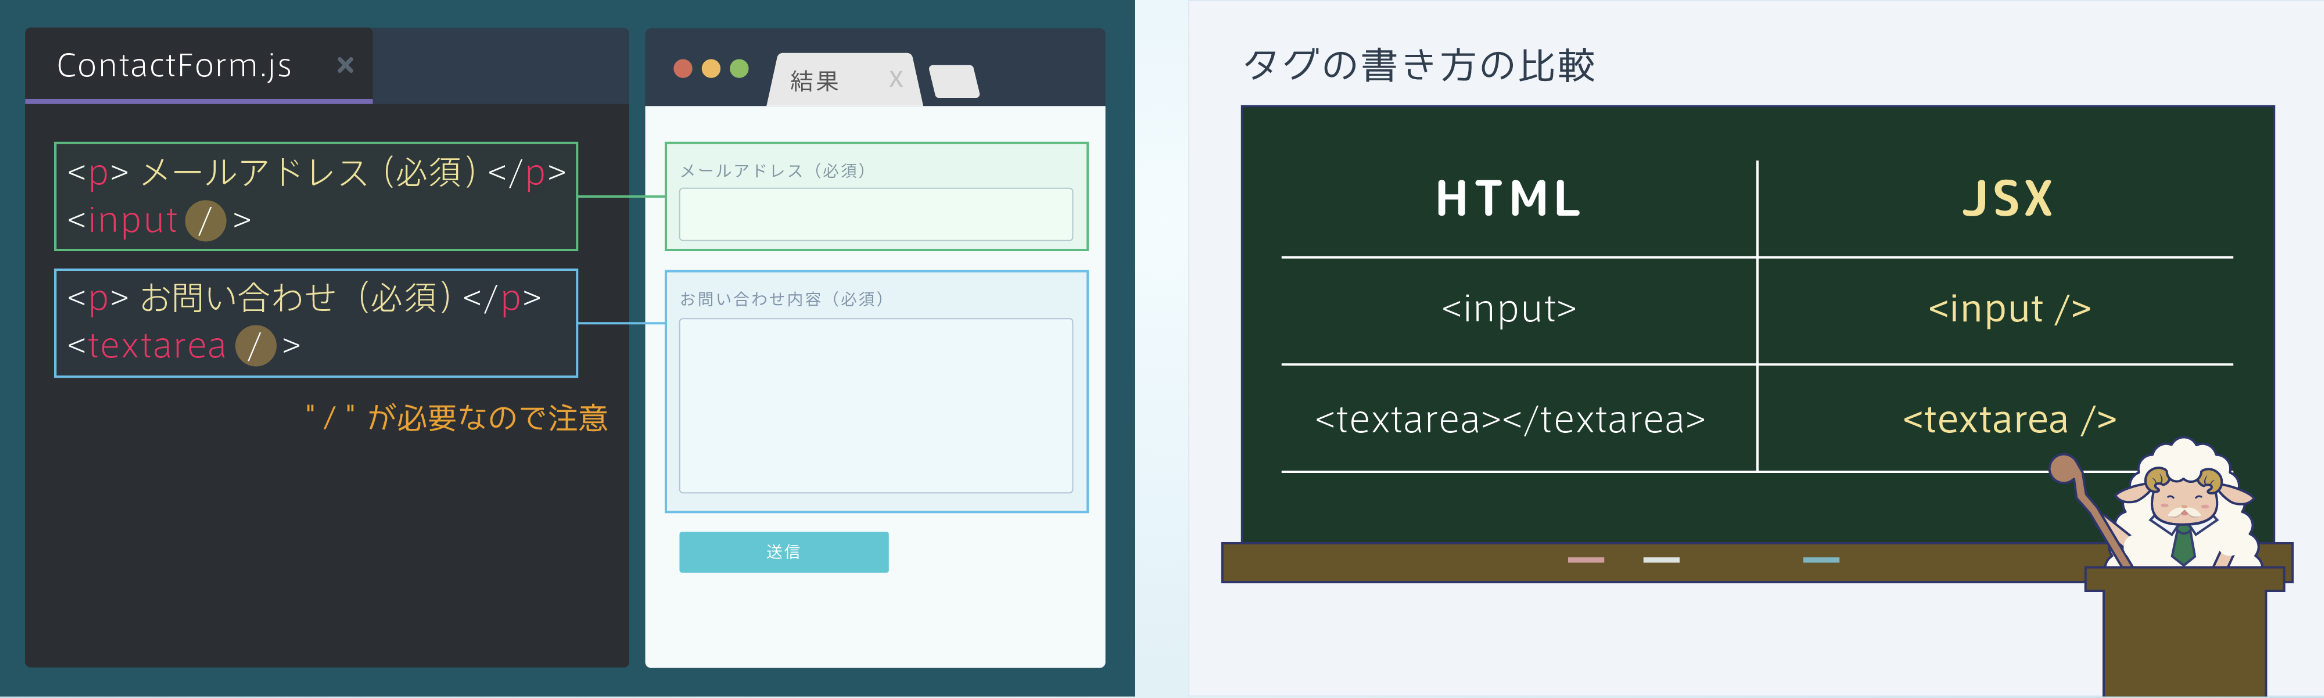 ContactForm.js ×
<p> メールアドレス（必須）</p>
<input / >
<p> お問い合わせ（必須）</p>
<textarea / >
"/" が必要なので注意
結果 X
メールアドレス（必須）
お問い合わせ内容（必須）
送信
タグの書き方の比較
HTML JSX
<input> <input />
<textarea></textarea> <textarea />